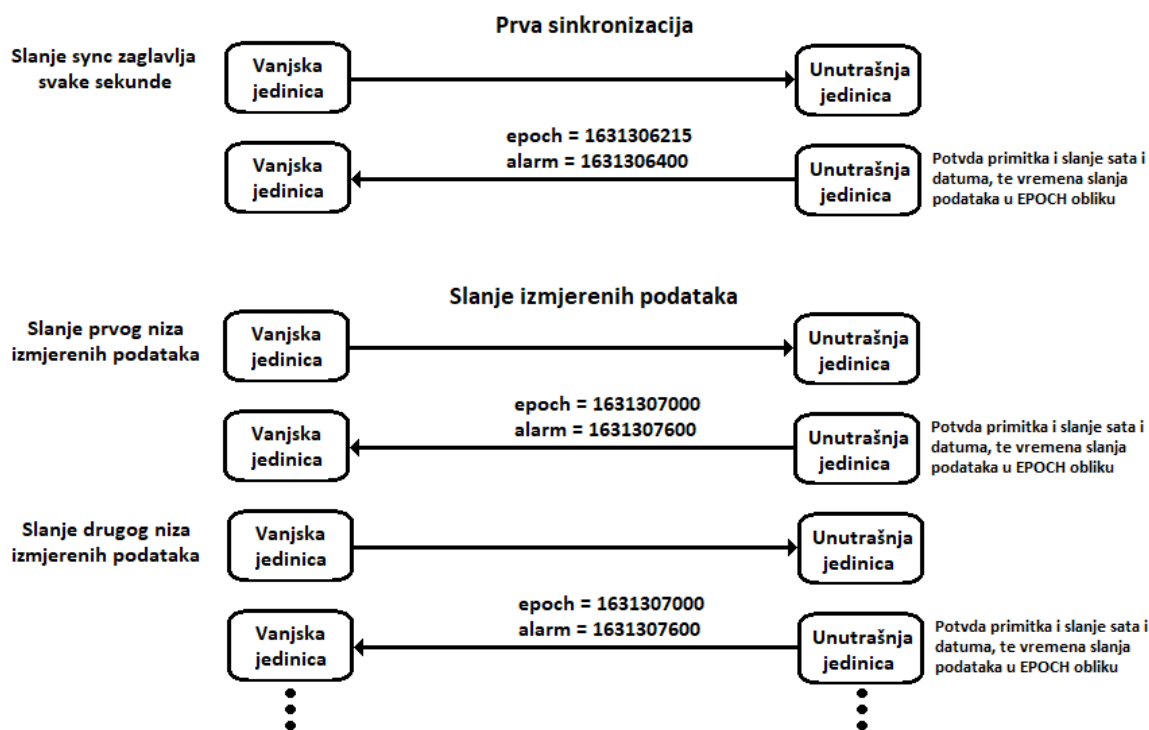 Prva sinkronizacija
Slanje sync zaglavlja
svake sekunde
Vanjska
jedinica
Unutrašnja
jedinica
epoch = 1631306215
alarm = 1631306400
Vanjska
jedinica
Unutrašnja
jedinica
Potvda primitka i slanje sata i
datuma, te vremena slanja
podataka u EPOCH obliku
Slanje izmjerenih podataka
Slanje prvog niza
izmjerenih podataka
Vanjska
jedinica
Unutrašnja
jedinica
epoch = 1631307000
alarm = 1631307600
Vanjska
jedinica
Unutrašnja
jedinica
Potvda primitka i slanje sata i
datuma, te vremena slanja
podataka u EPOCH obliku
Slanje drugog niza
izmjerenih podataka
Vanjska
jedinica
Unutrašnja
jedinica
epoch = 1631307000
alarm = 1631307600
Vanjska
jedinica
Unutrašnja
jedinica
Potvda primitka i slanje sata i
datuma, te vremena slanja
podataka u EPOCH obliku